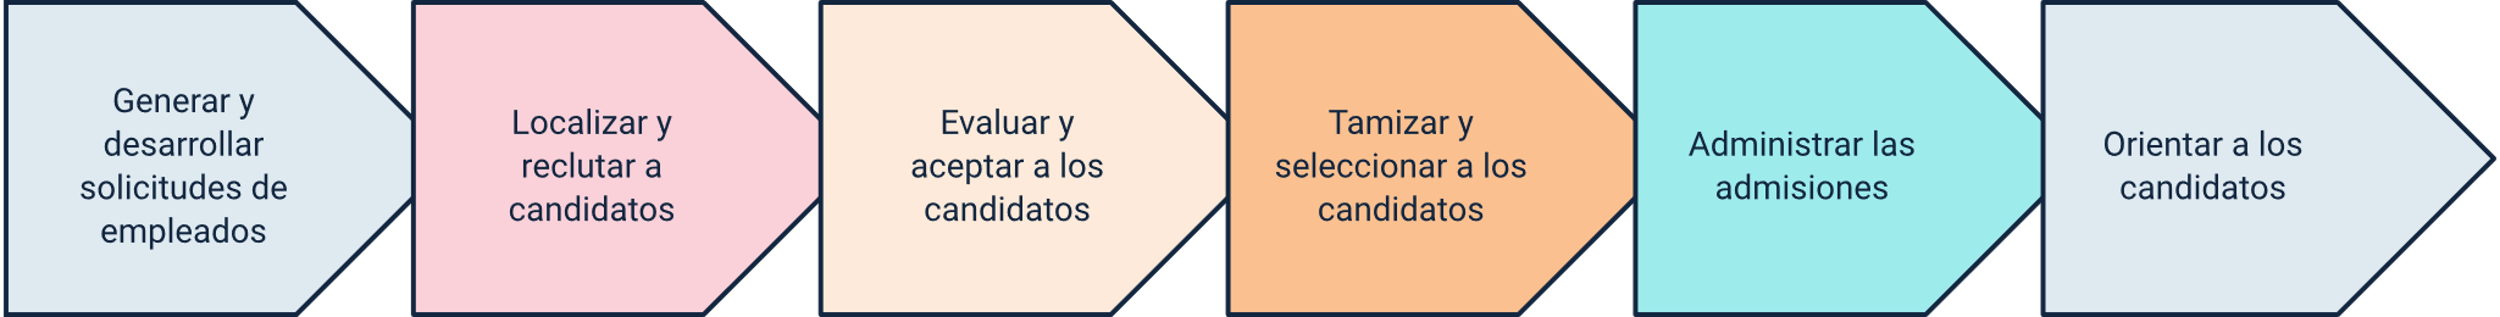 Generar y
desarrollar
solicitudes de
empleados
Localizar y
reclutar a
candidatos
Evaluar y
aceptar a los
candidatos
Tamizar y
seleccionar a los
candidatos
Administrar las
admisiones
Orientar a los
candidatos